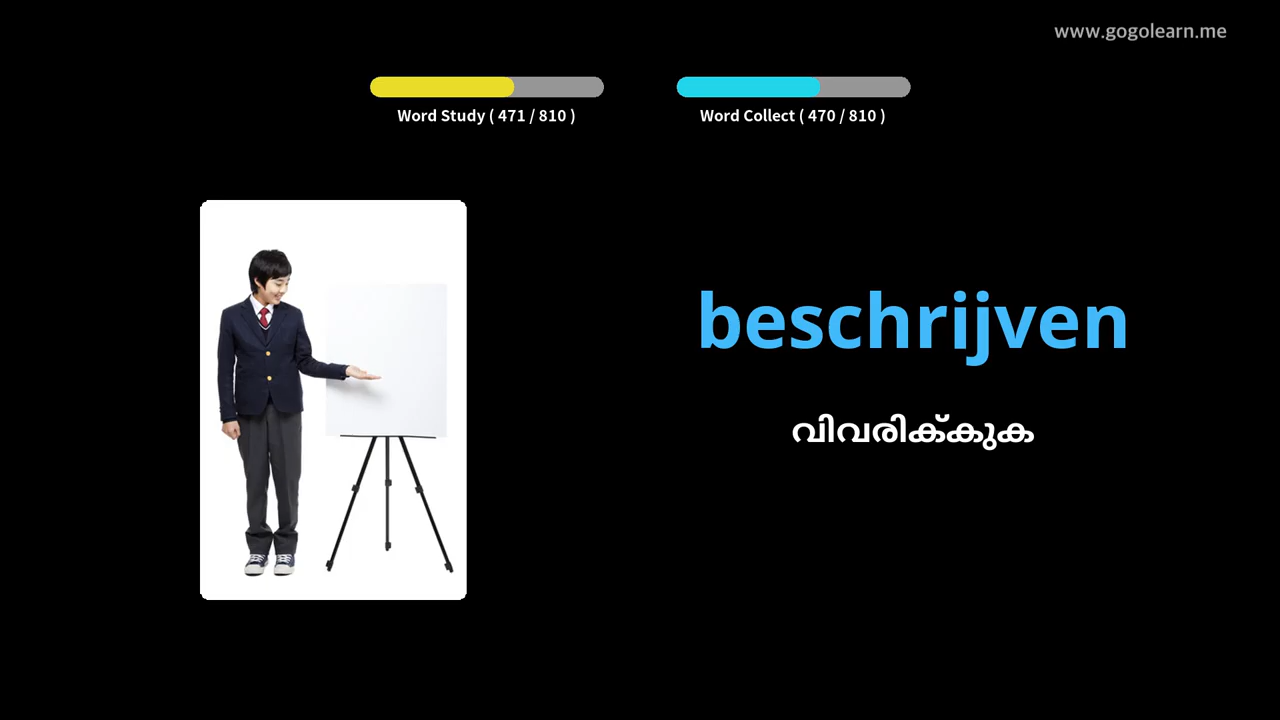 www.gogolearn.me
Word Study ( 471 / 810 )
Word Collect ( 470 / 810 )
beschrijven
വിവരിക്കുക